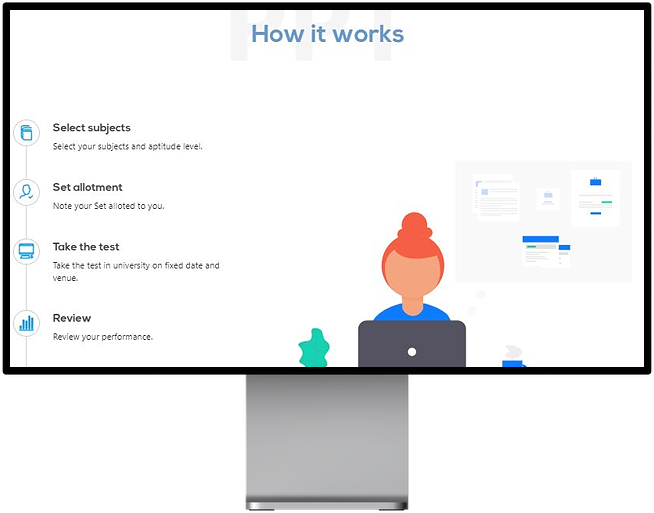 PPT
How it works
Select subjects
Select your subjects and aptitude level.
Set allotment
Note your Set alloted to you.
Take the test
Take the test in university on fixed date and
venue.
Review
Review your performance.